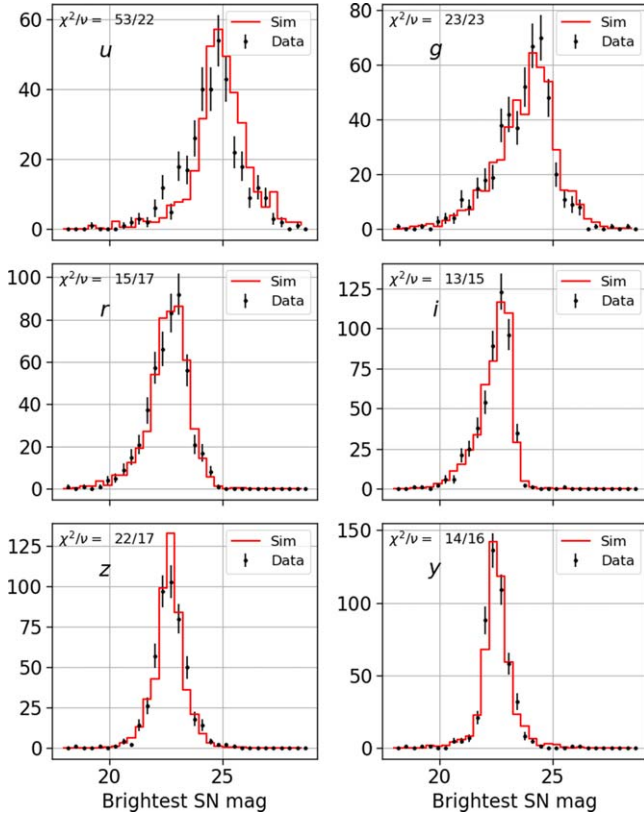 χ²/ν = 53/22
u
Sim
Data
60
40
20
0
χ²/ν = 23/23
g
Sim
Data
80
60
40
20
0
χ²/ν = 15/17
r
Sim
Data
100
80
60
40
20
0
χ²/ν = 13/15
i
Sim
Data
125
100
75
50
25
0
χ²/ν = 22/17
z
Sim
Data
125
100
75
50
25
0
20 25
Brightest SN mag
χ²/ν = 14/16
y
Sim
Data
150
100
50
0
20 25
Brightest SN mag